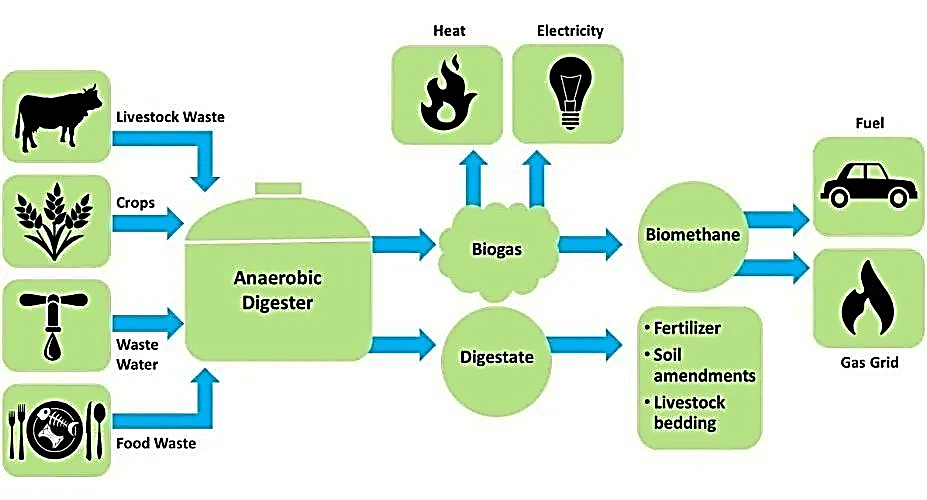 Heat
Electricity
Livestock Waste
Fuel
Crops
Biogas
Biomethane
Anaerobic
Digester
Waste
Water
Digestate
• Fertilizer
• Soil
amendments
• Livestock
bedding
Gas Grid
Food Waste